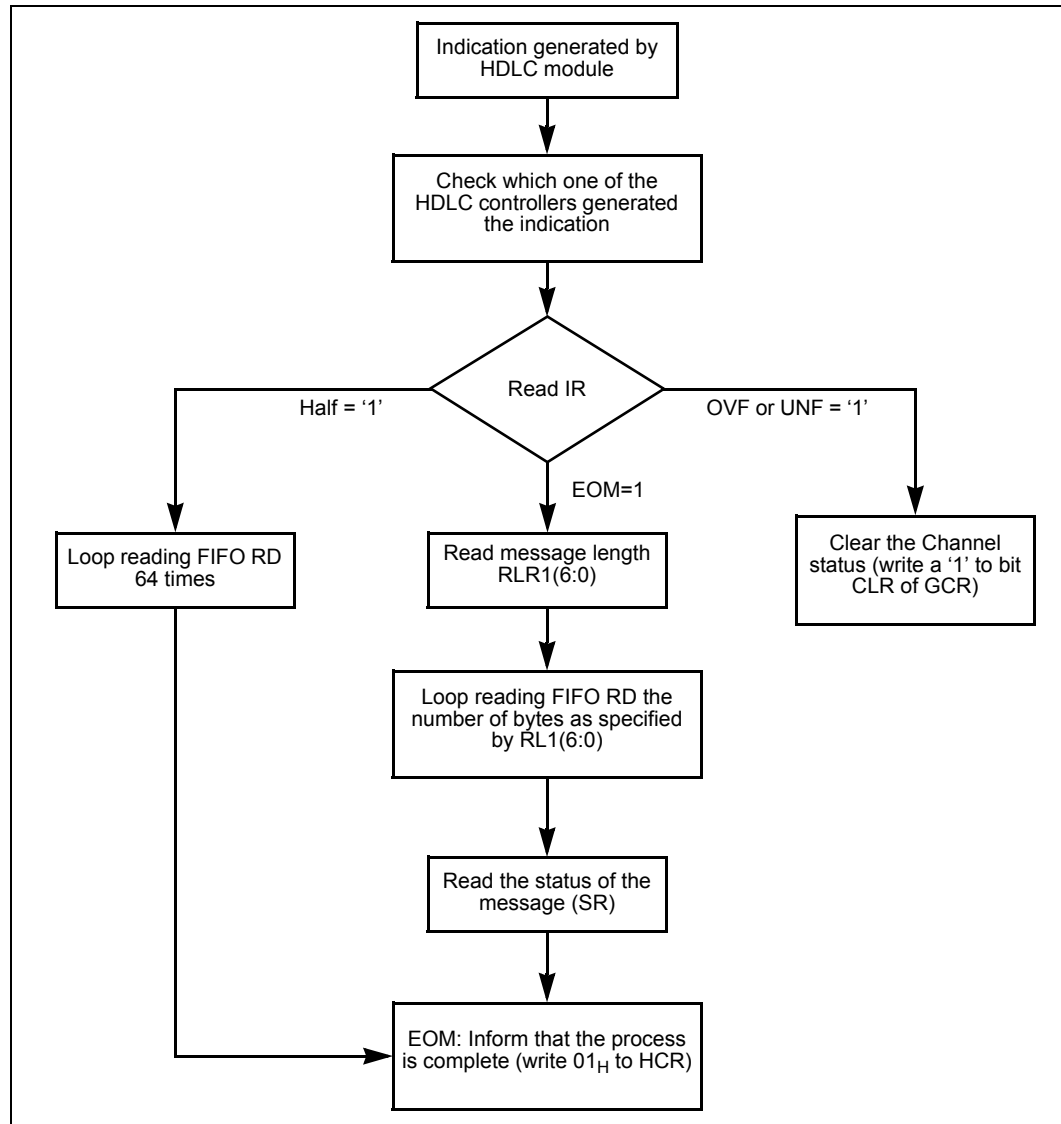 Indication generated by
HDLC module
Check which one of the
HDLC controllers generated
the indication
Read IR
Half = ‘1’
OVF or UNF = ‘1’
EOM=1
Loop reading FIFO RD
64 times
Read message length
RLR1(6:0)
Clear the Channel
status (write a ‘1’ to bit
CLR of GCR)
Loop reading FIFO RD the
number of bytes as specified
by RL1(6:0)
Read the status of the
message (SR)
EOM: Inform that the process
is complete (write 01H to HCR)